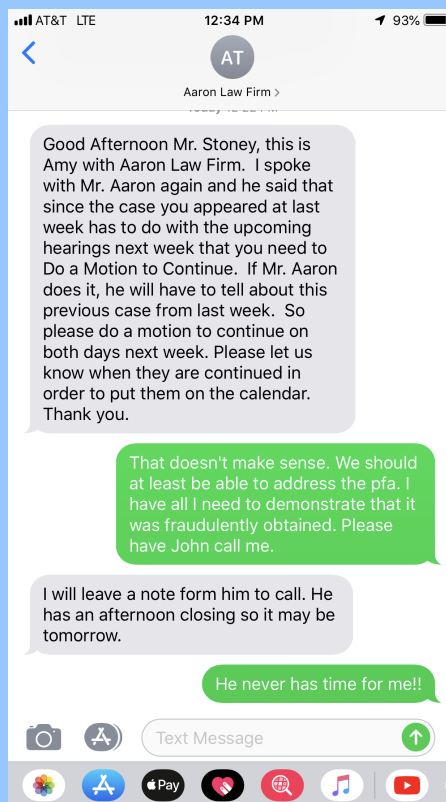 AT&T LTE 12:34 PM 93%
AT
Aaron Law Firm >
Good Afternoon Mr. Stoney, this is
Amy with Aaron Law Firm.  I spoke
with Mr. Aaron again and he said that
since the case you appeared at last
week has to do with the upcoming
hearings next week that you need to
Do a Motion to Continue.  If Mr. Aaron
does it, he will have to tell about this
previous case from last week.  So
please do a motion to continue on
both days next week. Please let us
know when they are continued in
order to put them on the calendar.
Thank you.
That doesn't make sense. We should
at least be able to address the pfa. I
have all I need to demonstrate that it
was fraudulently obtained. Please
have John call me.
I will leave a note form him to call. He
has an afternoon closing so it may be
tomorrow.
He never has time for me!!
Text Message
Pay